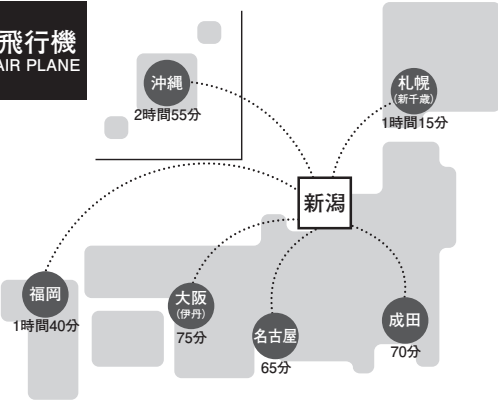 飛行機
AIR PLANE
沖縄
2時間55分
札幌
(新千歳)
1時間15分
新潟
福岡
1時間40分
大阪
(伊丹)
75分
名古屋
65分
成田
70分